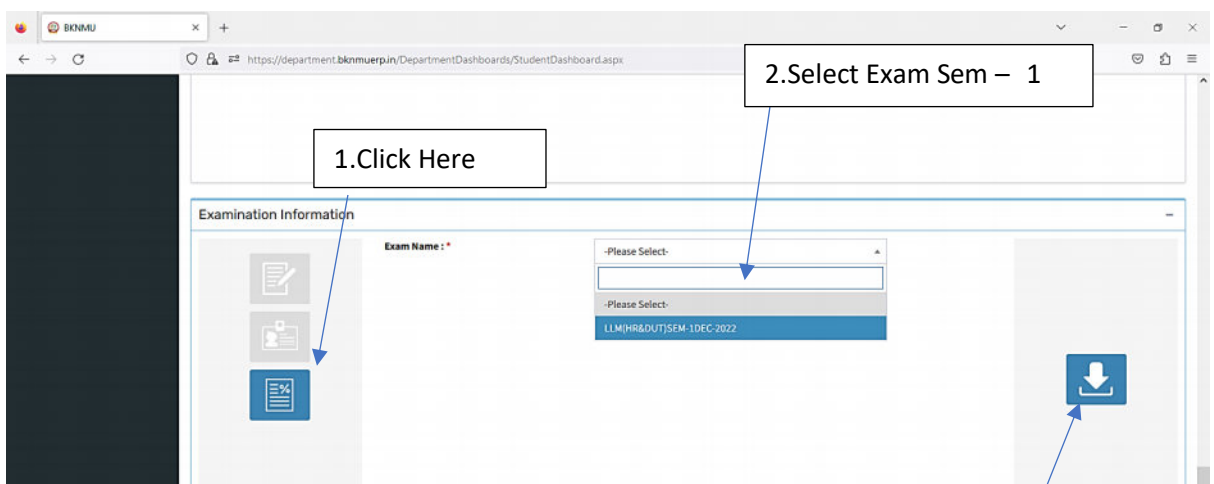 BKNMU
https://department.bknmuerp.in/DepartmentDashboards/StudentDashboard.aspx
2.Select Exam Sem – 1
1.Click Here
Examination Information
Exam Name : *
-Please Select-
-Please Select-
LLM(HR&DUT)SEM-1DEC-2022